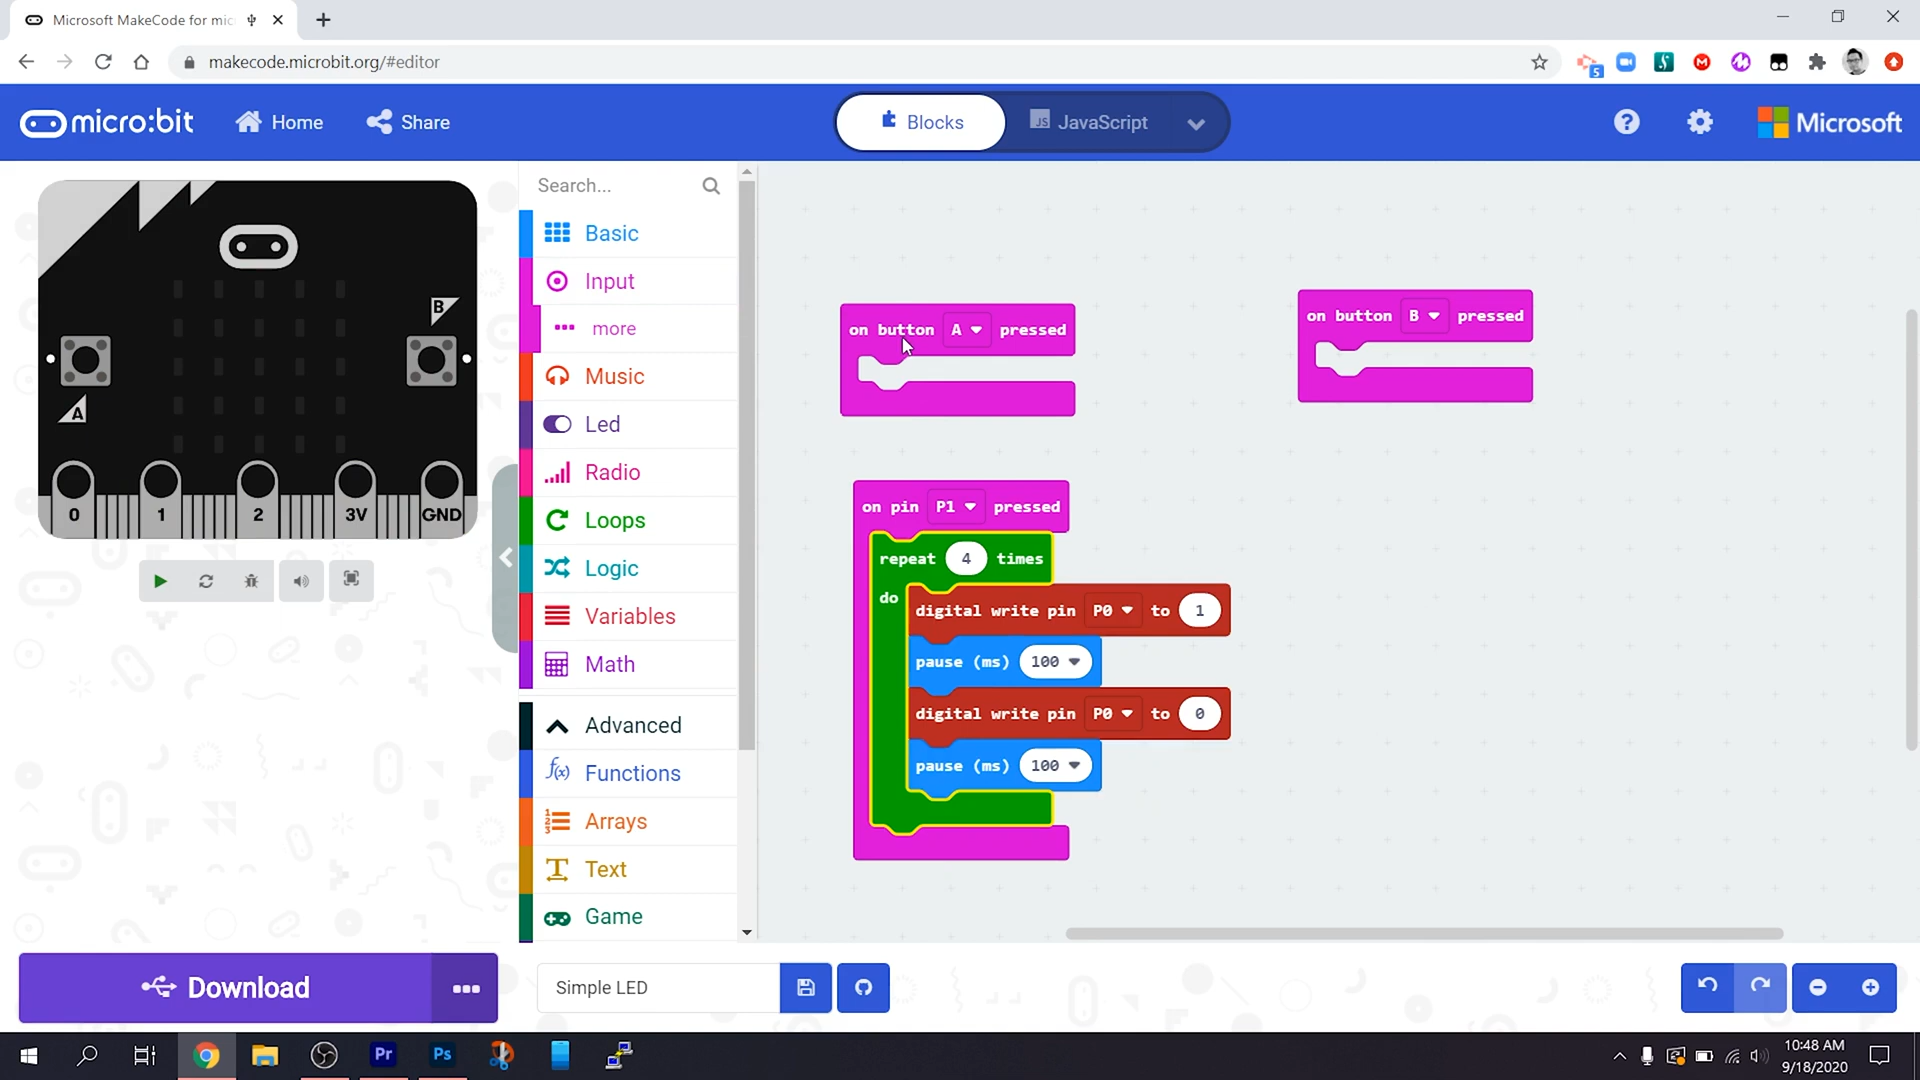 Microsoft MakeCode for mic
makecode.microbit.org/#editor
5
micro:bit
Home
Share
Blocks
JS JavaScript
?
Microsoft
B
A
0 1 2 3V GND
Search...
Basic
Input
more
Music
Led
Radio
Loops
Logic
Variables
Math
Advanced
f(x) Functions
Arrays
Text
Game
on button A pressed
on button B pressed
on pin P1 pressed
repeat 4 times
do
digital write pin P0 to 1
pause (ms) 100
digital write pin P0 to 0
pause (ms) 100
Download
Simple LED
Pr
Ps
10:48 AM
9/18/2020